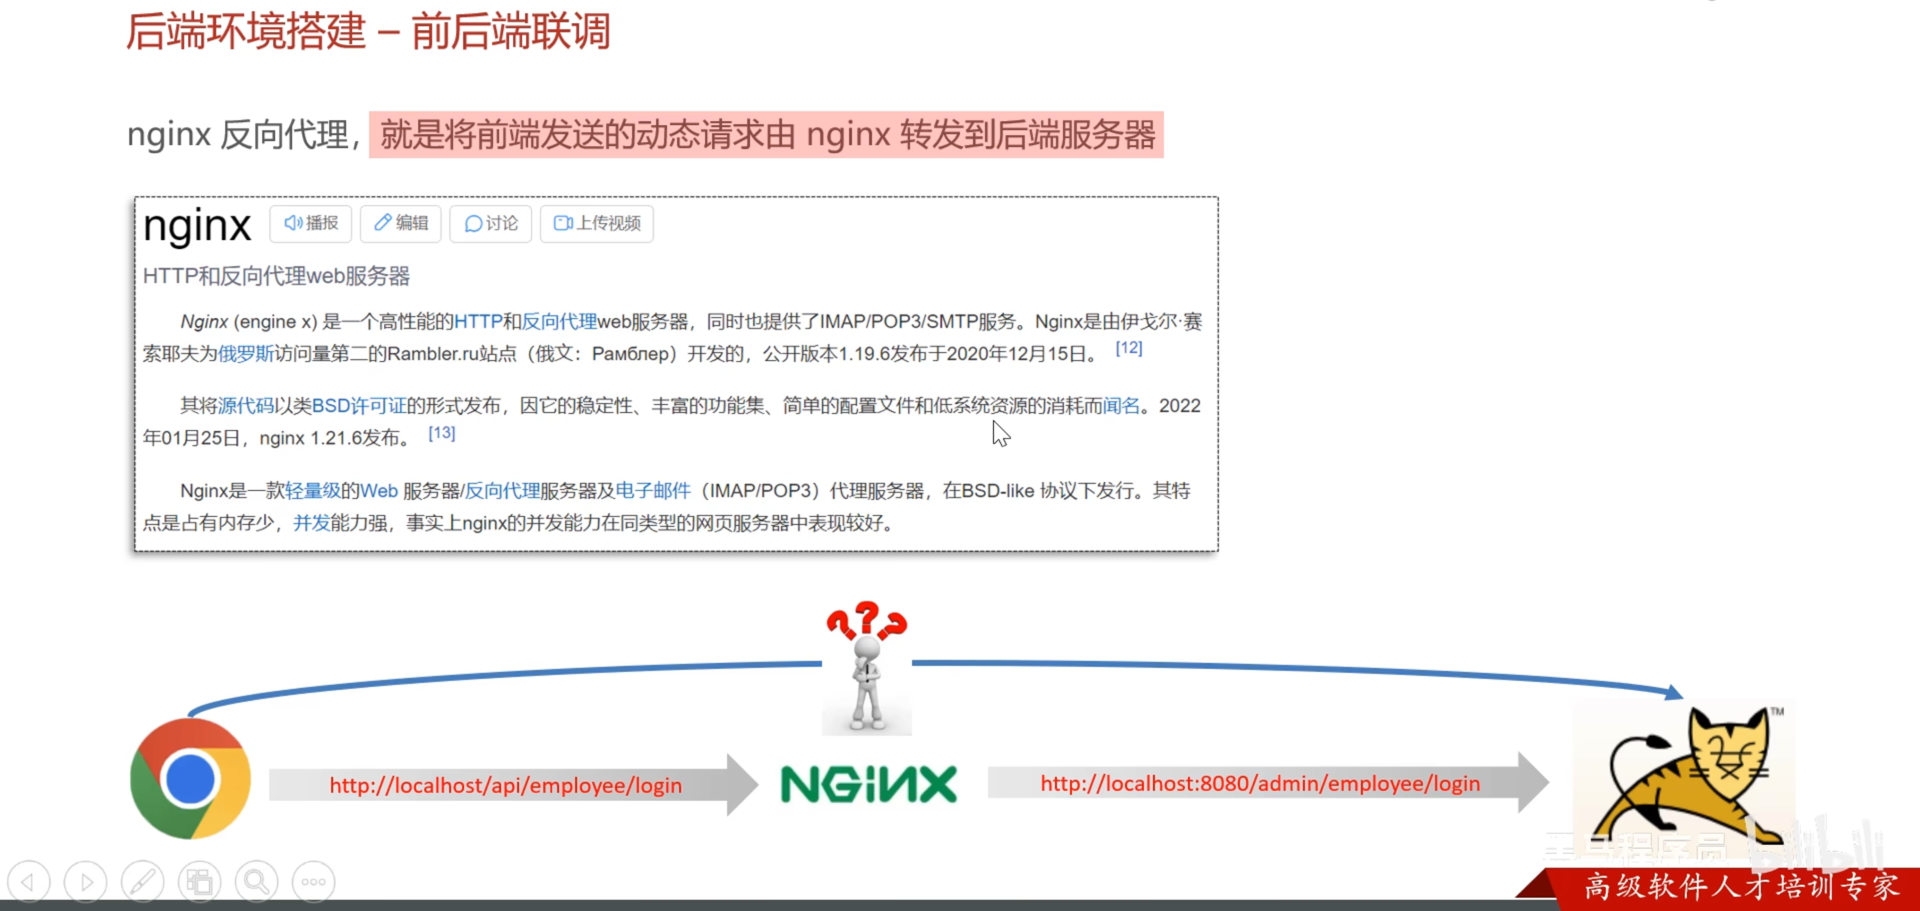 后端环境搭建 – 前后端联调
nginx 反向代理，就是将前端发送的动态请求由 nginx 转发到后端服务器
nginx 播报 编辑 讨论 上传视频
HTTP和反向代理web服务器
Nginx (engine x) 是一个高性能的HTTP和反向代理web服务器，同时也提供了IMAP/POP3/SMTP服务。Nginx是由伊戈尔·赛
索耶夫为俄罗斯访问量第二的Rambler.ru站点（俄文：Рамблер）开发的，公开版本1.19.6发布于2020年12月15日。 [12]
其将源代码以类BSD许可证的形式发布，因它的稳定性、丰富的功能集、简单的配置文件和低系统资源的消耗而闻名。2022
年01月25日，nginx 1.21.6发布。 [13]
Nginx是一款轻量级的Web 服务器/反向代理服务器及电子邮件（IMAP/POP3）代理服务器，在BSD-like 协议下发行。其特
点是占有内存少，并发能力强，事实上nginx的并发能力在同类型的网页服务器中表现较好。
???
TM
http://localhost/api/employee/login
NGINX
http://localhost:8080/admin/employee/login
黑马程序员 bilibili
高级软件人才培训专家